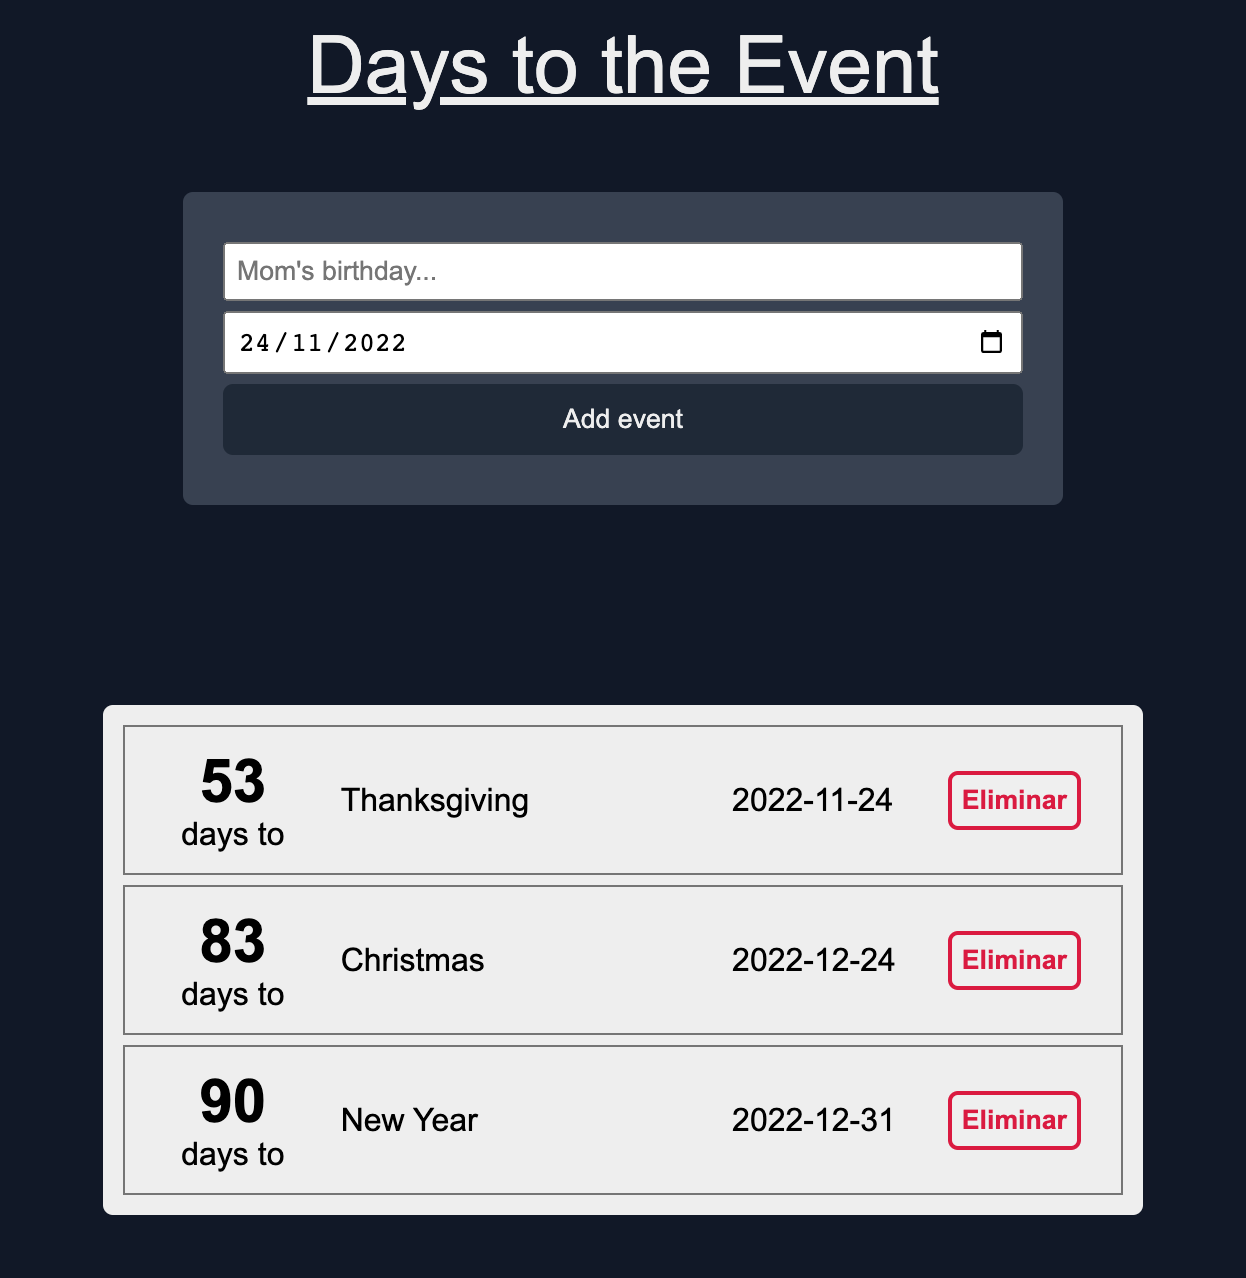 Days to the Event
Mom's birthday...
24/11/2022
Add event
53
days to
Thanksgiving
2022-11-24
Eliminar
83
days to
Christmas
2022-12-24
Eliminar
90
days to
New Year
2022-12-31
Eliminar